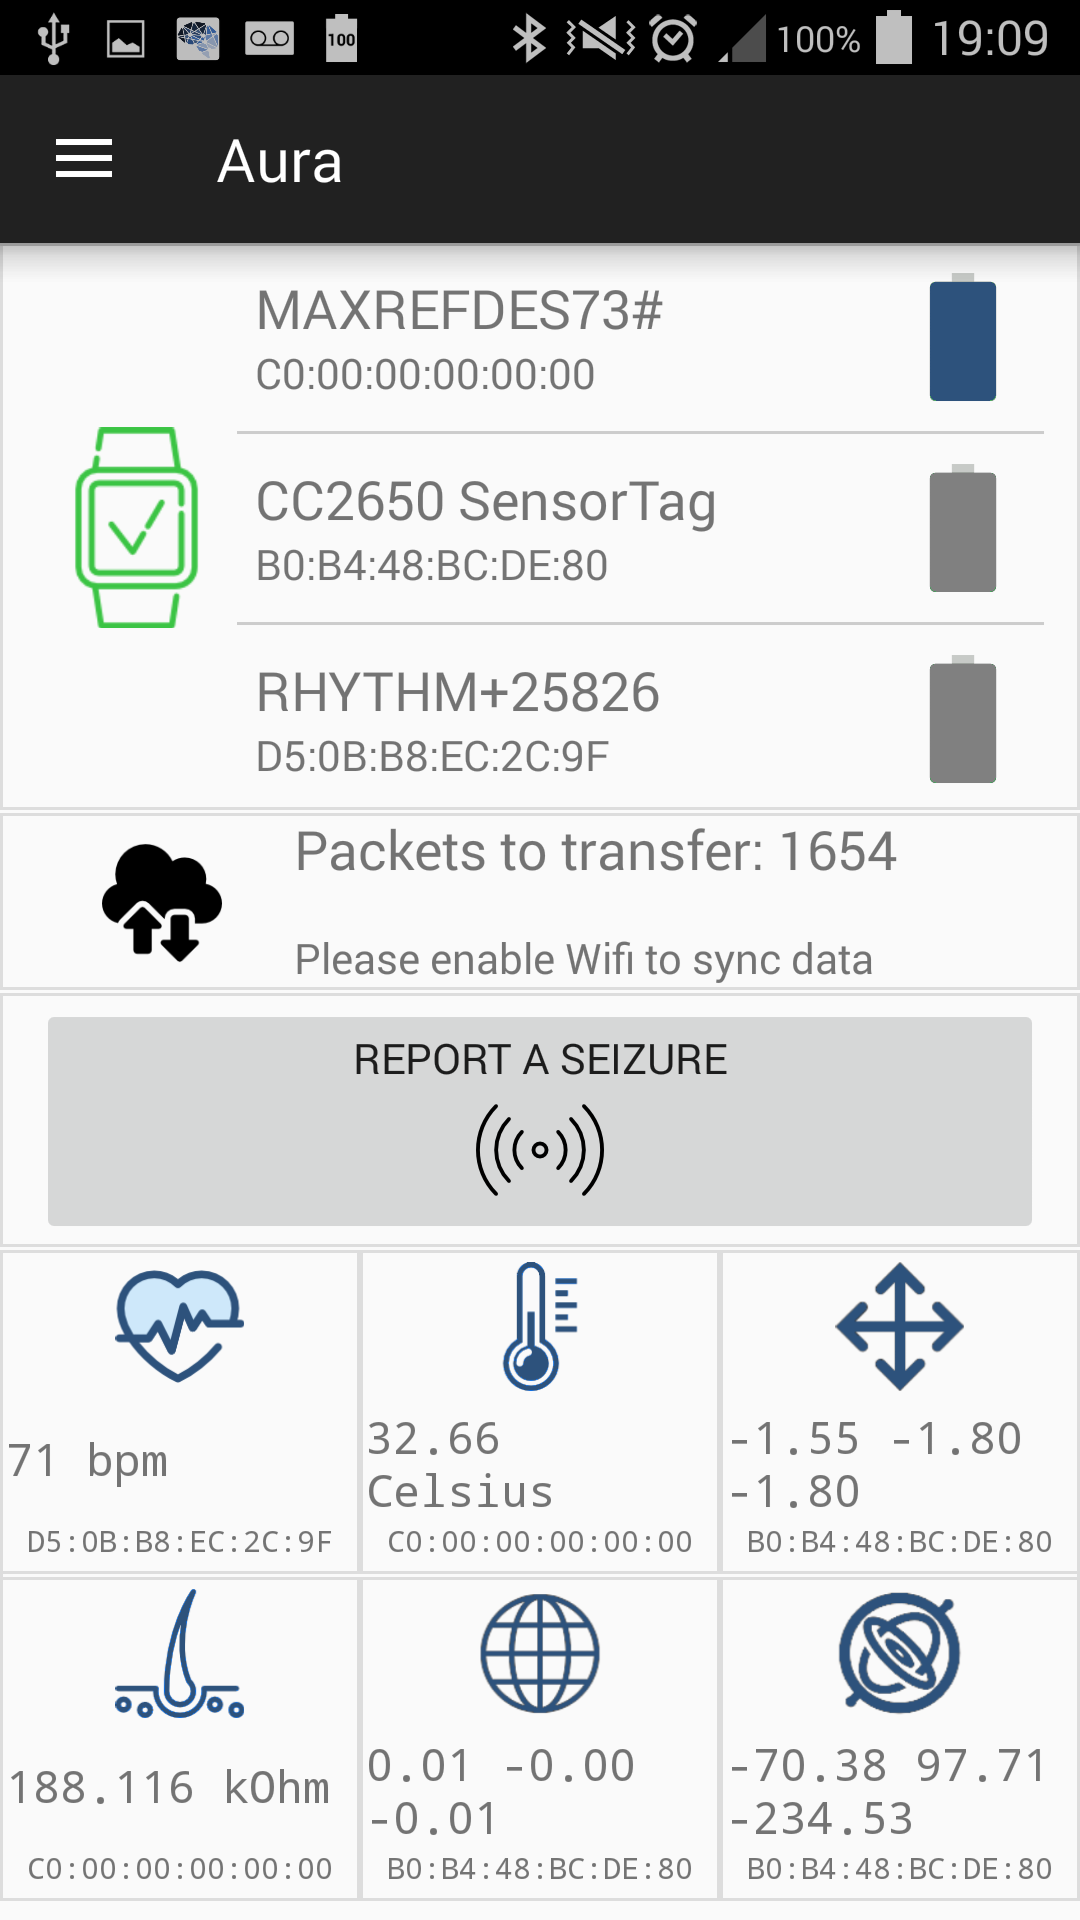 100 100% 19:09
Aura
MAXREFDES73#
C0:00:00:00:00:00
CC2650 SensorTag
B0:B4:48:BC:DE:80
RHYTHM+25826
D5:0B:B8:EC:2C:9F
Packets to transfer: 1654
Please enable Wifi to sync data
REPORT A SEIZURE
71 bpm
D5:0B:B8:EC:2C:9F
32.66
Celsius
C0:00:00:00:00:00
-1.55 -1.80
-1.80
B0:B4:48:BC:DE:80
188.116 kOhm
C0:00:00:00:00:00
0.01 -0.00
-0.01
B0:B4:48:BC:DE:80
-70.38 97.71
-234.53
B0:B4:48:BC:DE:80